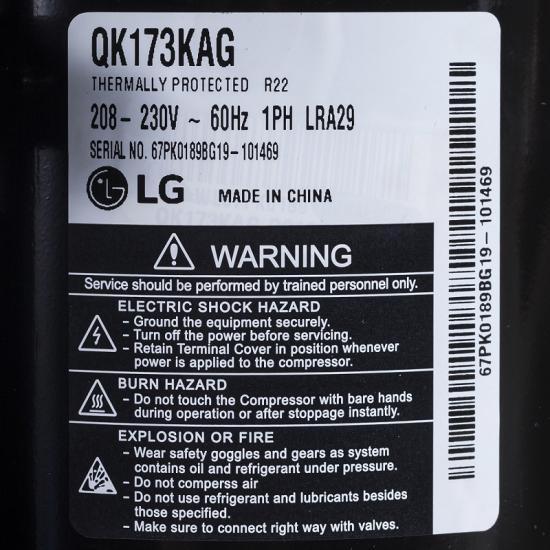 QK173KAG
THERMALLY PROTECTED R22
208- 230V ~ 60Hz 1PH LRA29
SERIAL NO. 67PK0189BG19-101469
LG MADE IN CHINA
WARNING
Service should be performed by trained personnel only.
ELECTRIC SHOCK HAZARD
- Ground the equipment securely.
- Turn off the power before servicing.
- Retain Terminal Cover in position whenever
power is applied to the compressor.
BURN HAZARD
- Do not touch the Compressor with bare hands
during operation or after stoppage instantly.
EXPLOSION OR FIRE
- Wear safety goggles and gears as system
contains oil and refrigerant under pressure.
- Do not comperss air
- Do not use refrigerant and lubricants besides
those specified.
- Make sure to connect right way with valves.
67PK0189BG19-101469